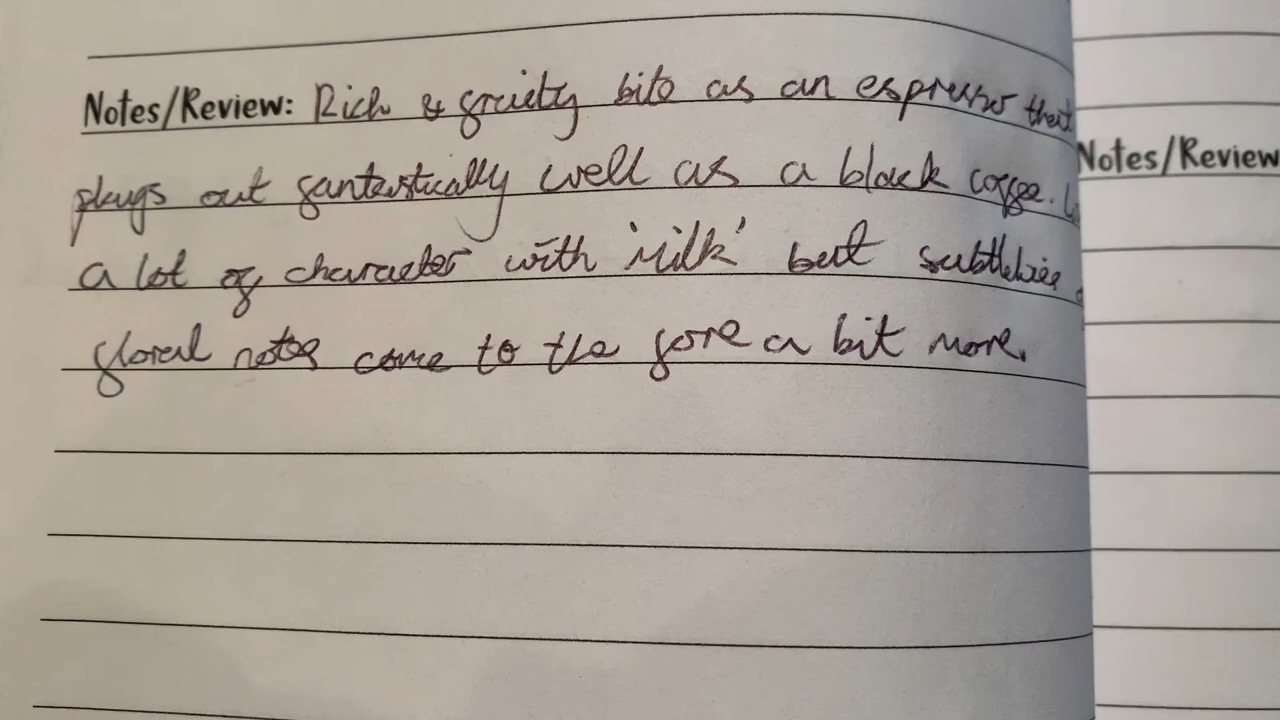 Notes/Review: Rich & fruity bite as an espresso that
plays out fantastically well as a black coffee.
a lot of character with 'milk' but subtleties
floral notes come to the fore a bit more.
Notes/Review